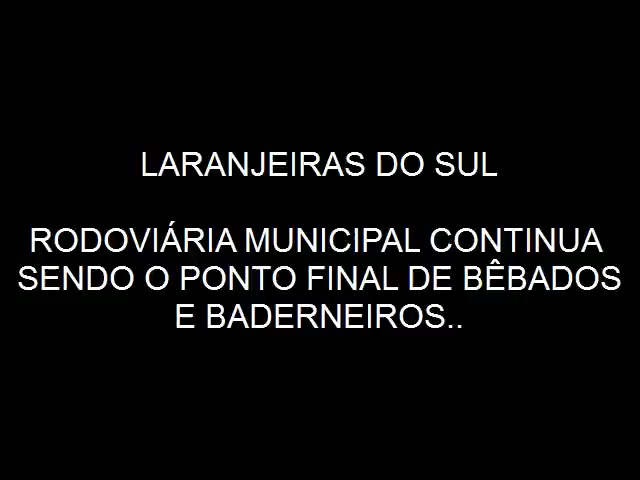 LARANJEIRAS DO SUL
RODOVIÁRIA MUNICIPAL CONTINUA
SENDO O PONTO FINAL DE BÊBADOS
E BADERNEIROS..